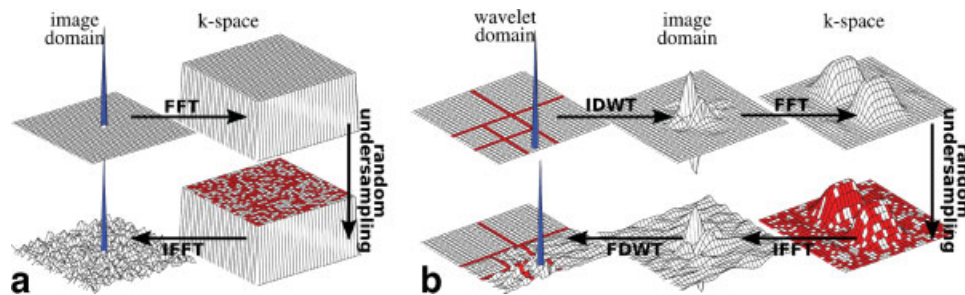 image
domain
k-space
FFT
random
undersampling
IFFT
a
wavelet
domain
image
domain
k-space
IDWT
FFT
random
undersampling
FDWT
IFFT
b